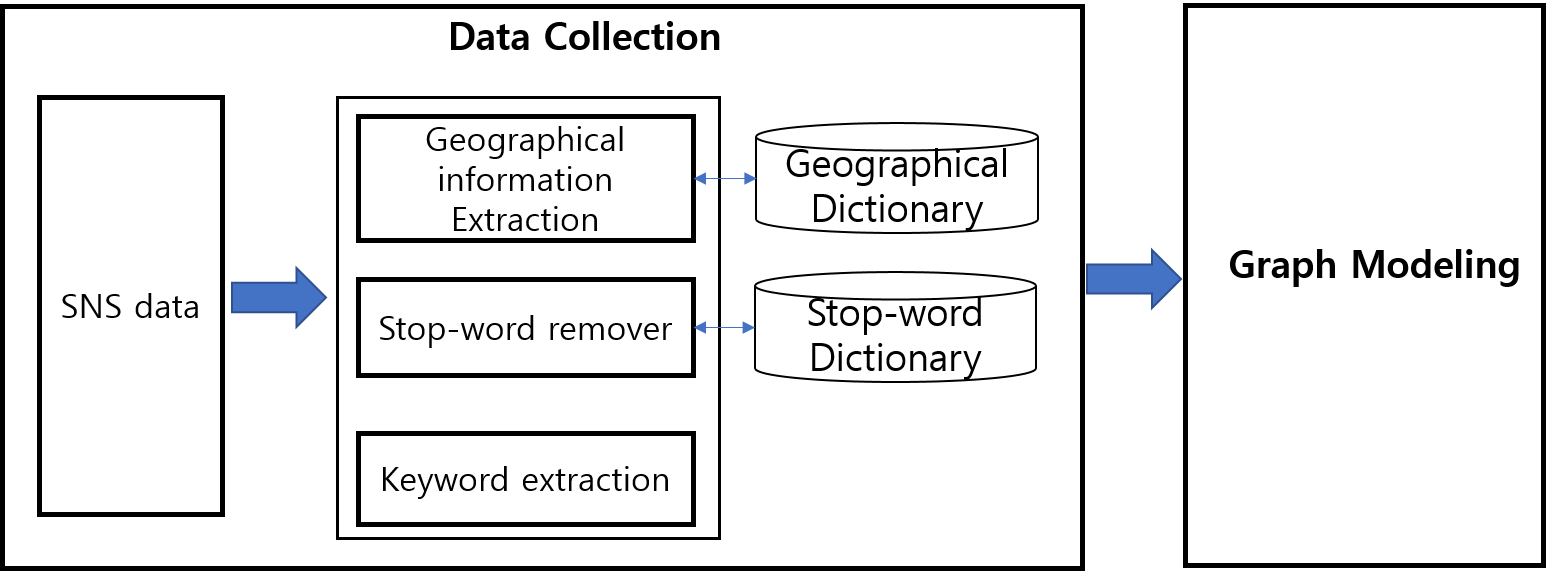 Data Collection
SNS data
Geographical
information
Extraction
Stop-word remover
Keyword extraction
Geographical
Dictionary
Stop-word
Dictionary
Graph Modeling